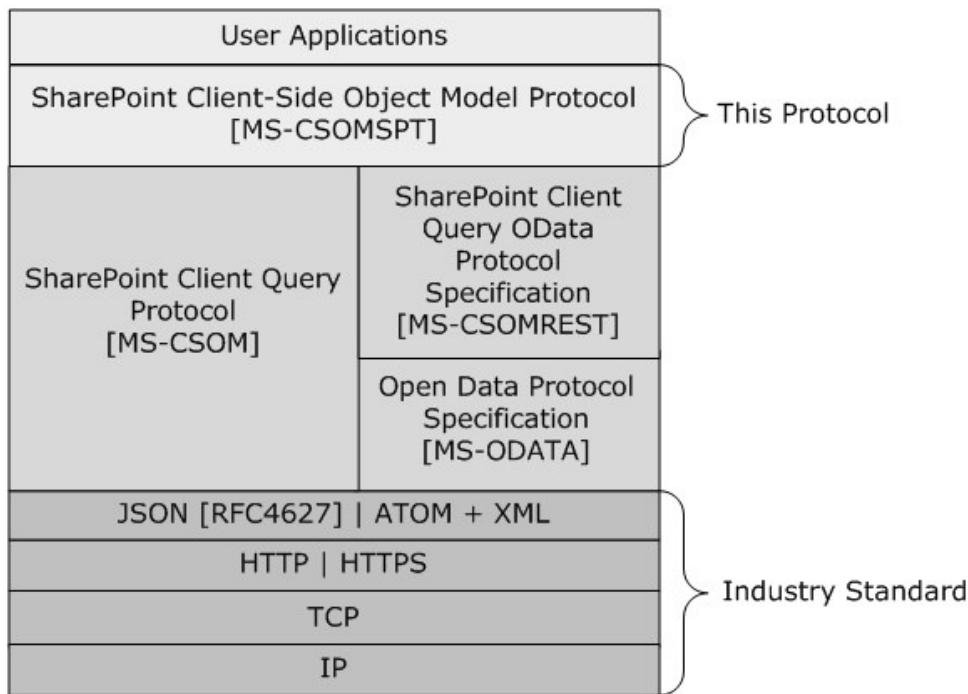 User Applications
SharePoint Client-Side Object Model Protocol
[MS-CSOMSPT]
This Protocol
SharePoint Client Query
Protocol
[MS-CSOM]
SharePoint Client
Query OData
Protocol
Specification
[MS-CSOMREST]
Open Data Protocol
Specification
[MS-ODATA]
JSON [RFC4627] | ATOM + XML
HTTP | HTTPS
TCP
IP
Industry Standard